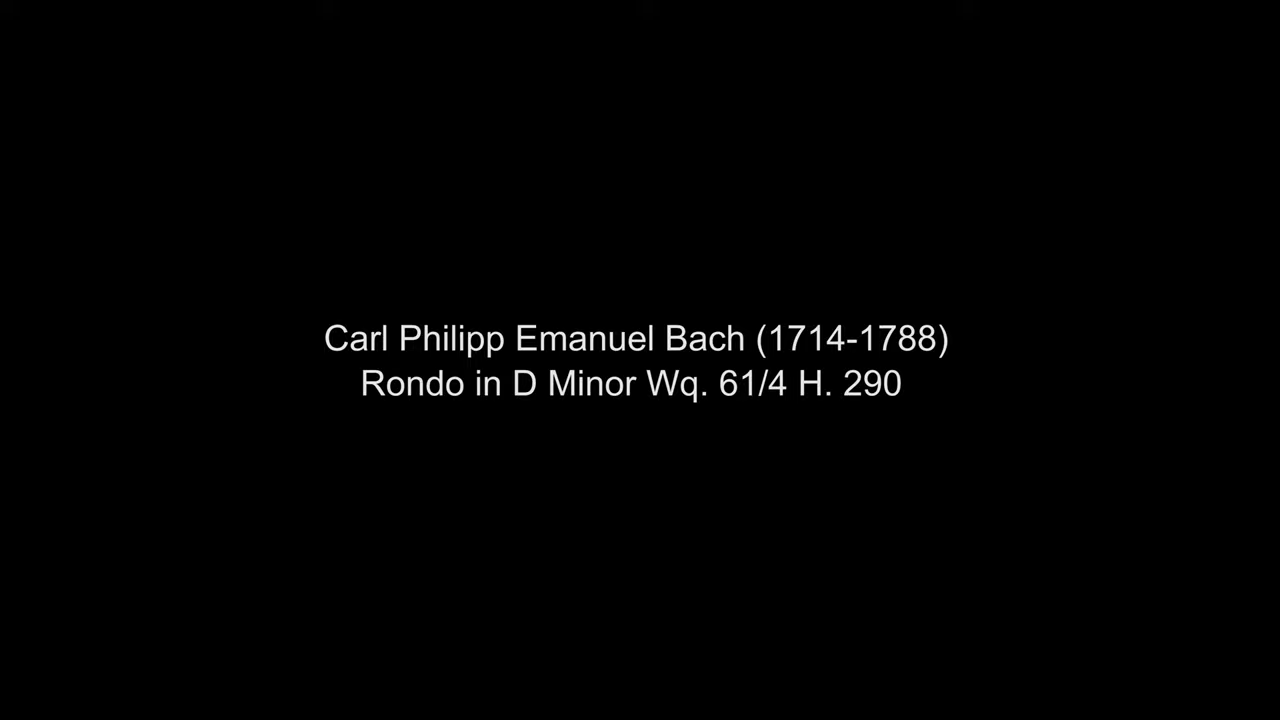 Carl Philipp Emanuel Bach (1714-1788)
Rondo in D Minor Wq. 61/4 H. 290